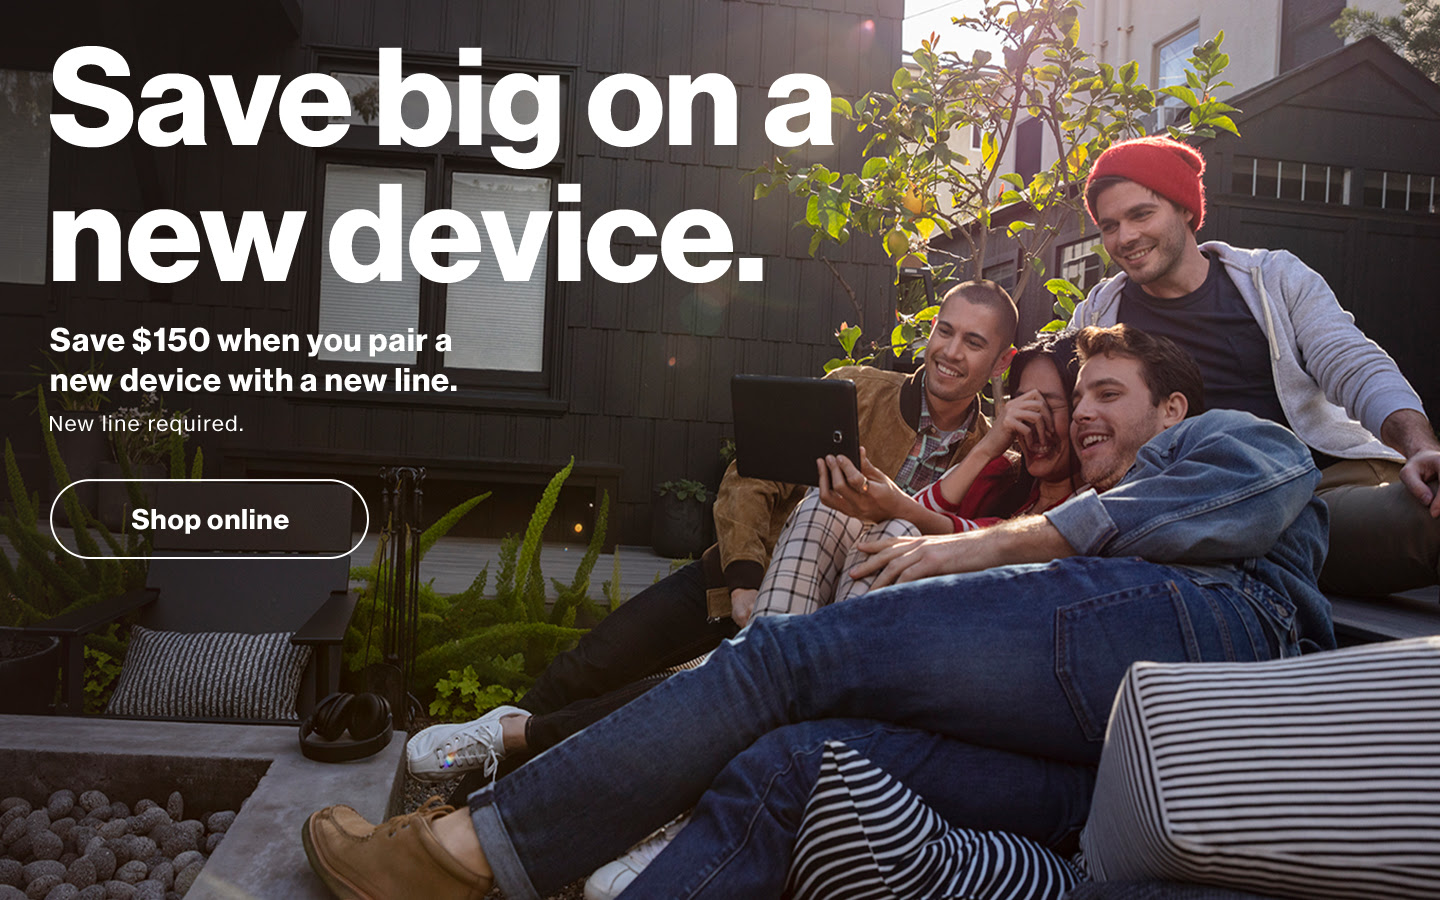 Save big on a
new device.
Save $150 when you pair a
new device with a new line.
New line required.
Shop online